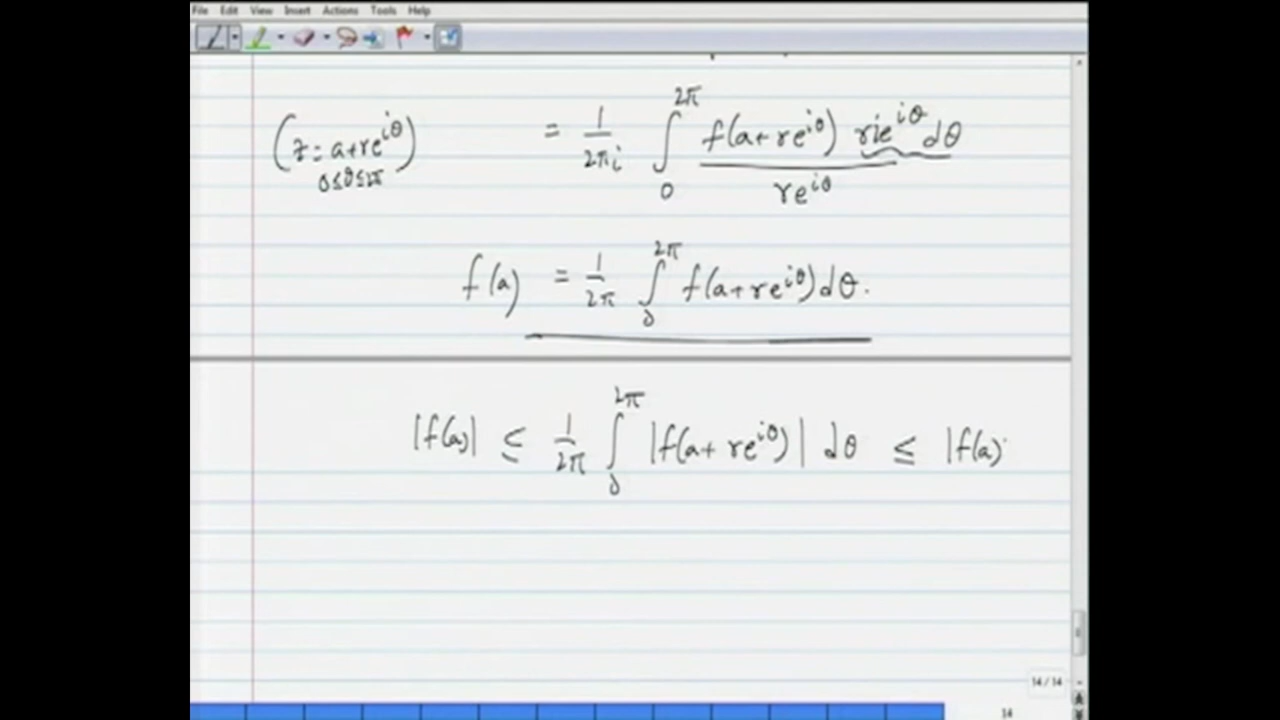 File Edit View Insert Actions Tools Help
(z = a+re^{iθ}) = 1/2πi ∫_0^{2π} f(a+re^{iθ}) rie^{iθ} dθ / re^{iθ}
0≤θ≤2π
f(a) = 1/2π ∫_0^{2π} f(a+re^{iθ}) dθ.
|f(a)| ≤ 1/2π ∫_0^{2π} |f(a+ re^{iθ})| dθ ≤ |f(a)
14 / 14
14